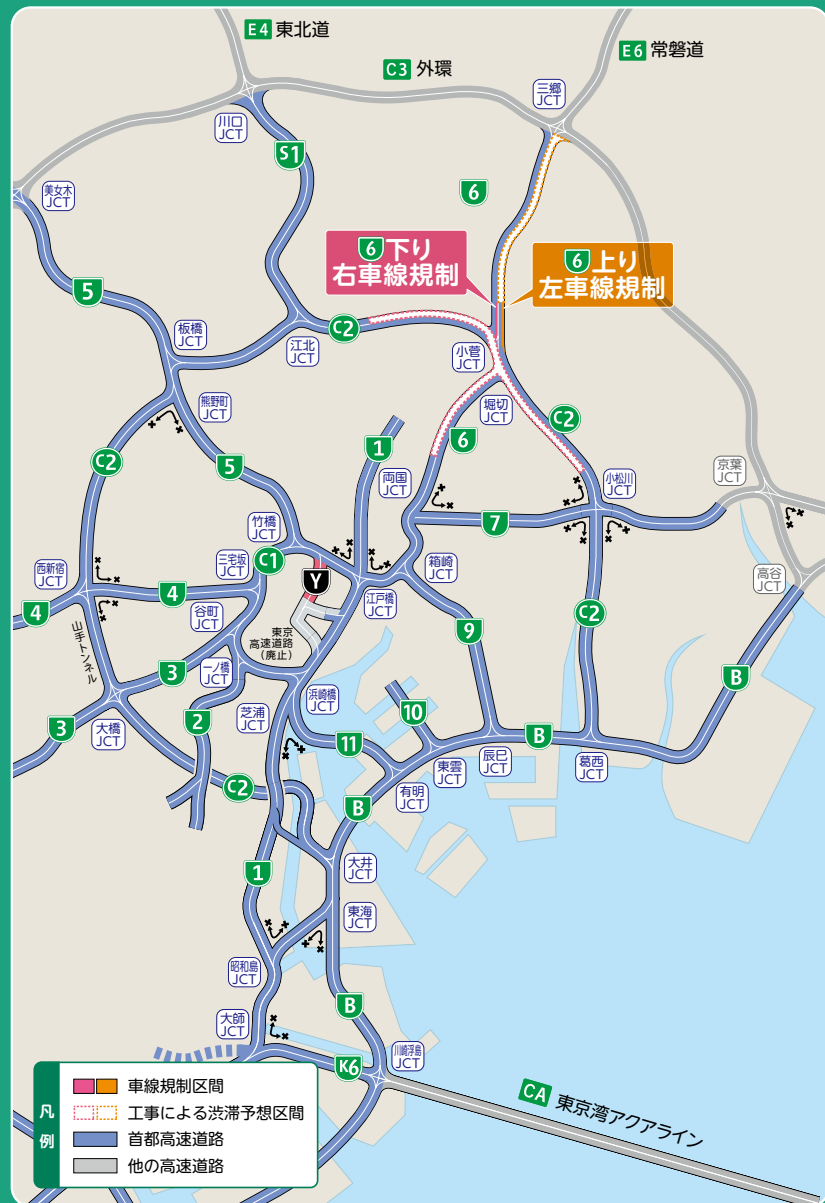 E4 東北道
C3 外環
E6 常磐道
三郷
JCT
川口
JCT
S1
美女木
JCT
6
6 下り
右車線規制
6 上り
左車線規制
5
板橋
JCT
江北
JCT
C2
小菅
JCT
熊野町
JCT
堀切
JCT
C2
1
6
C2
5
両国
JCT
小松川
JCT
京葉
JCT
竹橋
JCT
7
三宅坂
JCT
C1
箱崎
JCT
西新宿
JCT
Y
江戸橋
JCT
高谷
JCT
4
4
谷町
JCT
C2
山手トンネル
東京
高速道路
(廃止)
9
3
一ノ橋
JCT
B
浜崎橋
JCT
3
大橋
JCT
2
芝浦
JCT
10
11
辰巳
JCT
B
東雲
JCT
葛西
JCT
C2
有明
JCT
B
1
大井
JCT
東海
JCT
昭和島
JCT
大師
JCT
B
川崎浮島
JCT
K6
CA 東京湾アクアライン
凡例
車線規制区間
工事による渋滞予想区間
首都高速道路
他の高速道路